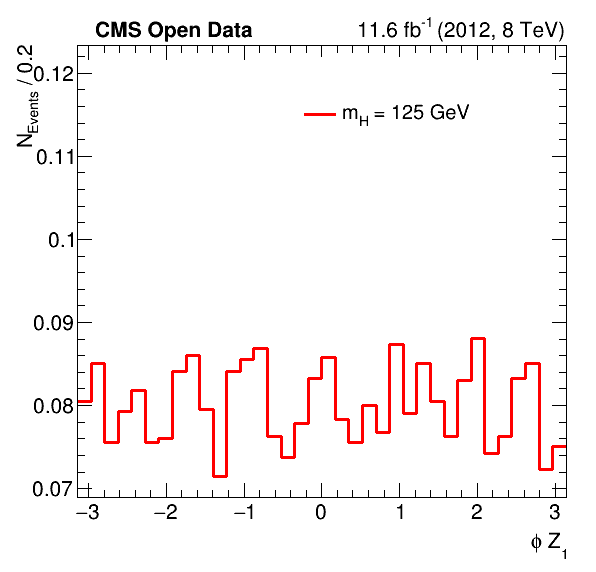 CMS Open Data 11.6 fb⁻¹ (2012, 8 TeV)
N_Events / 0.2
m_H = 125 GeV
0.12
0.11
0.1
0.09
0.08
0.07
−3 −2 −1 0 1 2 3
ϕ Z₁